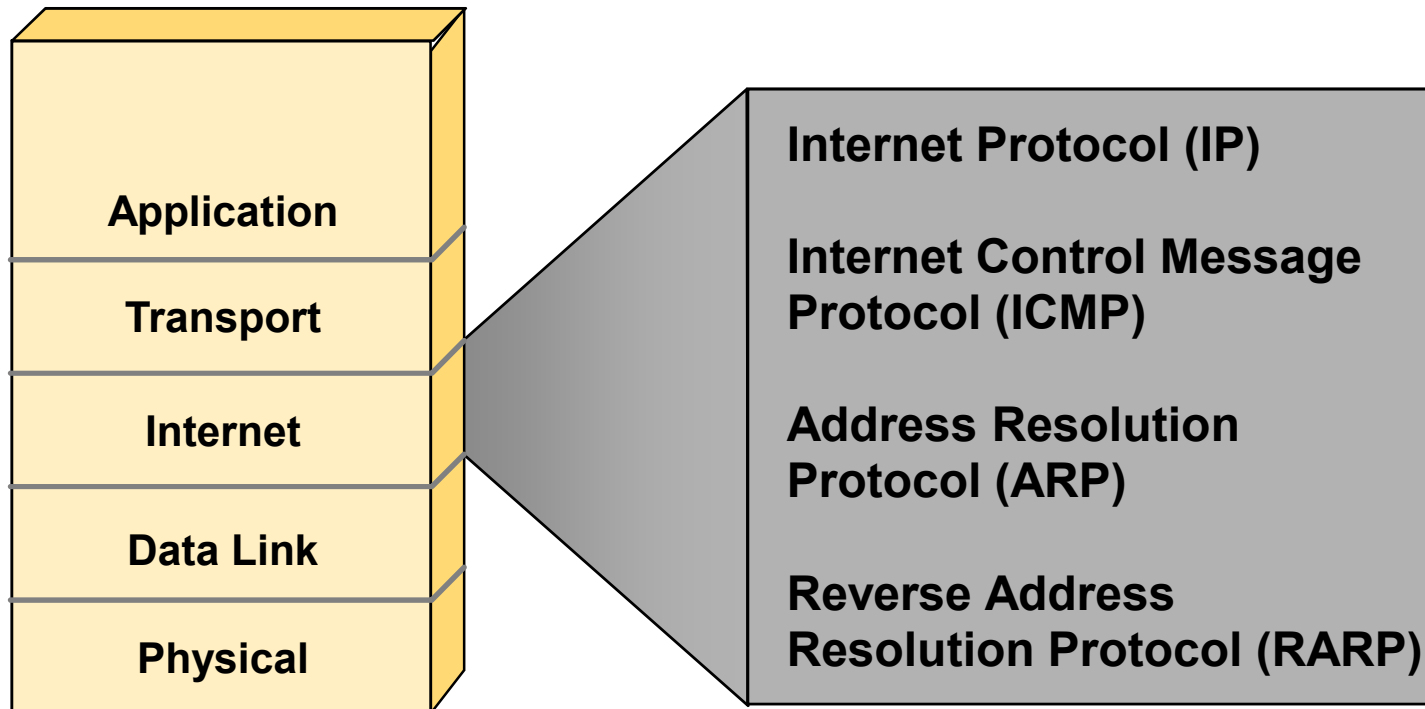 Application
Transport
Internet
Data Link
Physical
Internet Protocol (IP)
Internet Control Message
Protocol (ICMP)
Address Resolution
Protocol (ARP)
Reverse Address
Resolution Protocol (RARP)